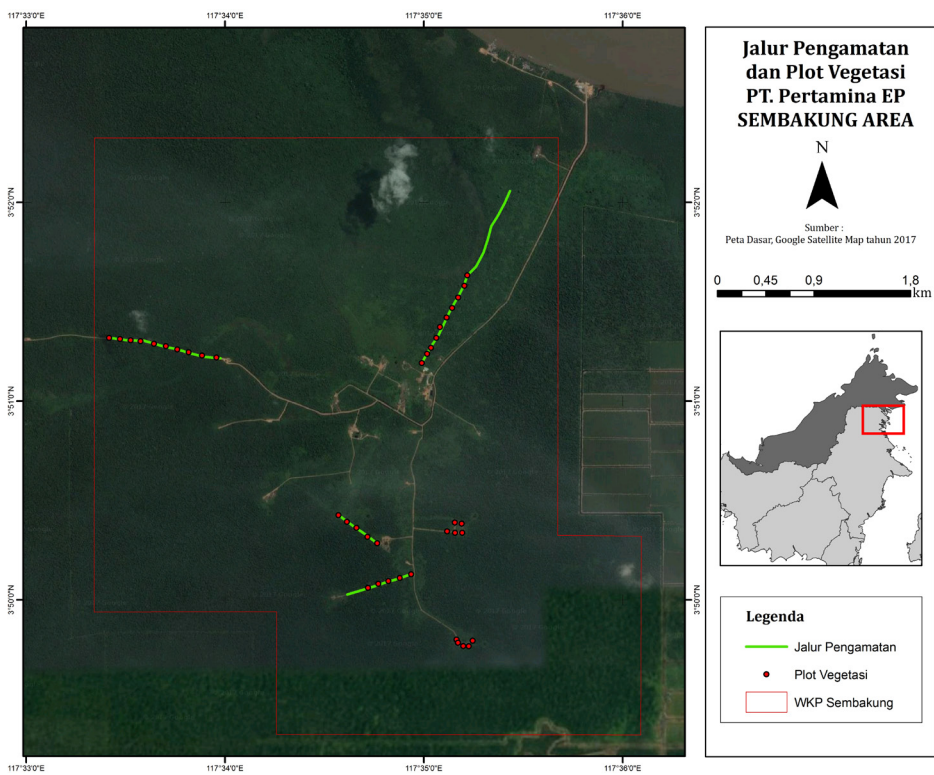 117°33'0"E
117°34'0"E
117°35'0"E
117°36'0"E
3°52'0"N
3°51'0"N
3°50'0"N
3°52'0"N
3°51'0"N
3°50'0"N
117°33'0"E
117°34'0"E
117°35'0"E
117°36'0"E
Jalur Pengamatan
dan Plot Vegetasi
PT. Pertamina EP
SEMBAKUNG AREA
N
Sumber :
Peta Dasar, Google Satellite Map tahun 2017
0 0,45 0,9 1,8
km
Legenda
Jalur Pengamatan
Plot Vegetasi
WKP Sembakung